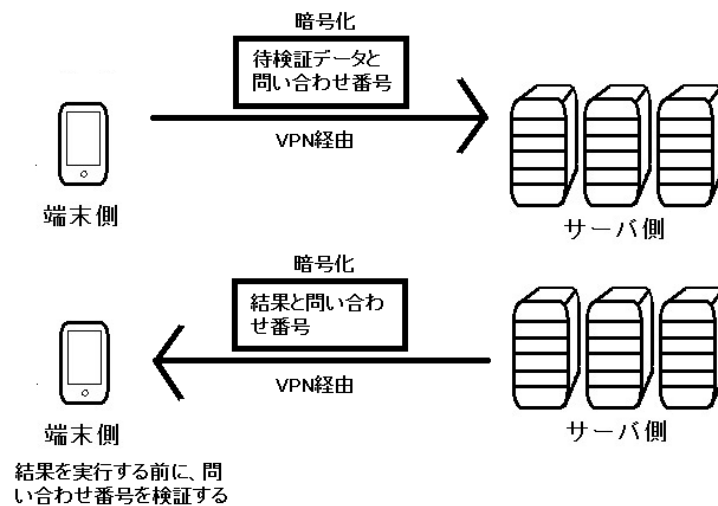 暗号化
待検証データと
問い合わせ番号
VPN経由
端末側
サーバ側
暗号化
結果と問い合わ
せ番号
VPN経由
端末側
サーバ側
結果を実行する前に、問
い合わせ番号を検証する